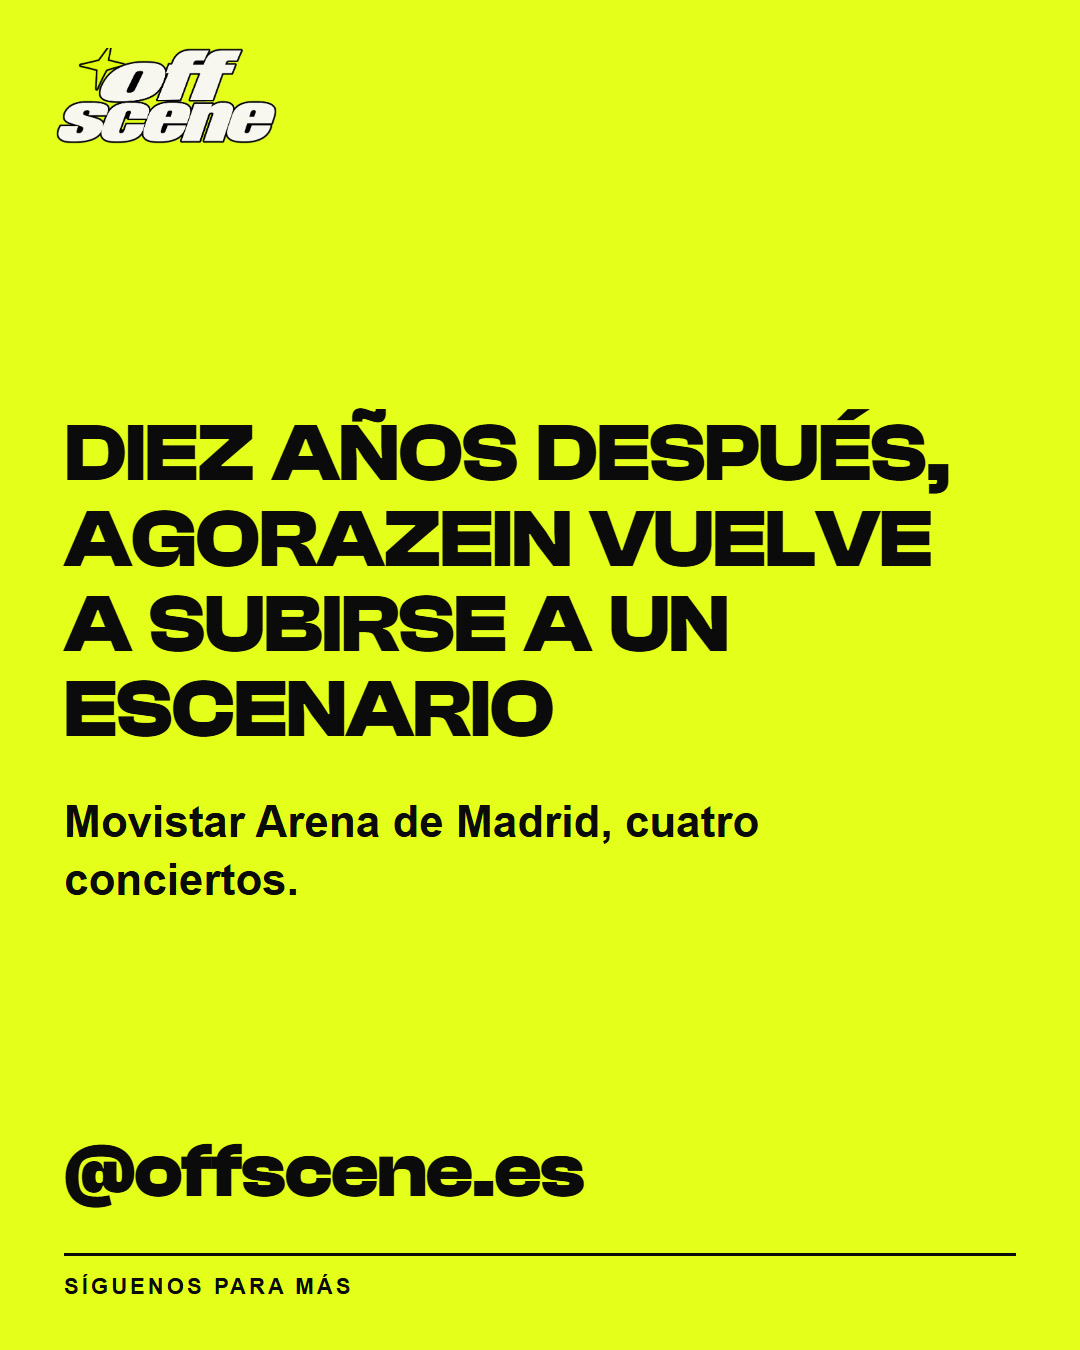 off
scene
DIEZ AÑOS DESPUÉS,
AGORAZEIN VUELVE
A SUBIRSE A UN
ESCENARIO
Movistar Arena de Madrid, cuatro
conciertos.
@offscene.es
SÍGUENOS PARA MÁS